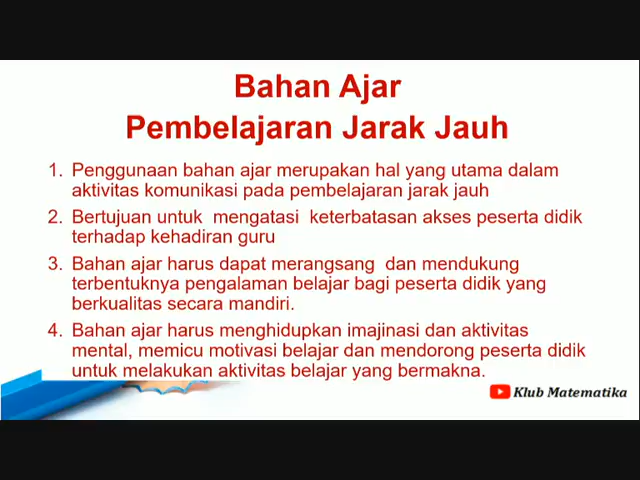 Bahan Ajar
Pembelajaran Jarak Jauh
1. Penggunaan bahan ajar merupakan hal yang utama dalam
aktivitas komunikasi pada pembelajaran jarak jauh
2. Bertujuan untuk mengatasi keterbatasan akses peserta didik
terhadap kehadiran guru
3. Bahan ajar harus dapat merangsang dan mendukung
terbentuknya pengalaman belajar bagi peserta didik yang
berkualitas secara mandiri.
4. Bahan ajar harus menghidupkan imajinasi dan aktivitas
mental, memicu motivasi belajar dan mendorong peserta didik
untuk melakukan aktivitas belajar yang bermakna.
Klub Matematika